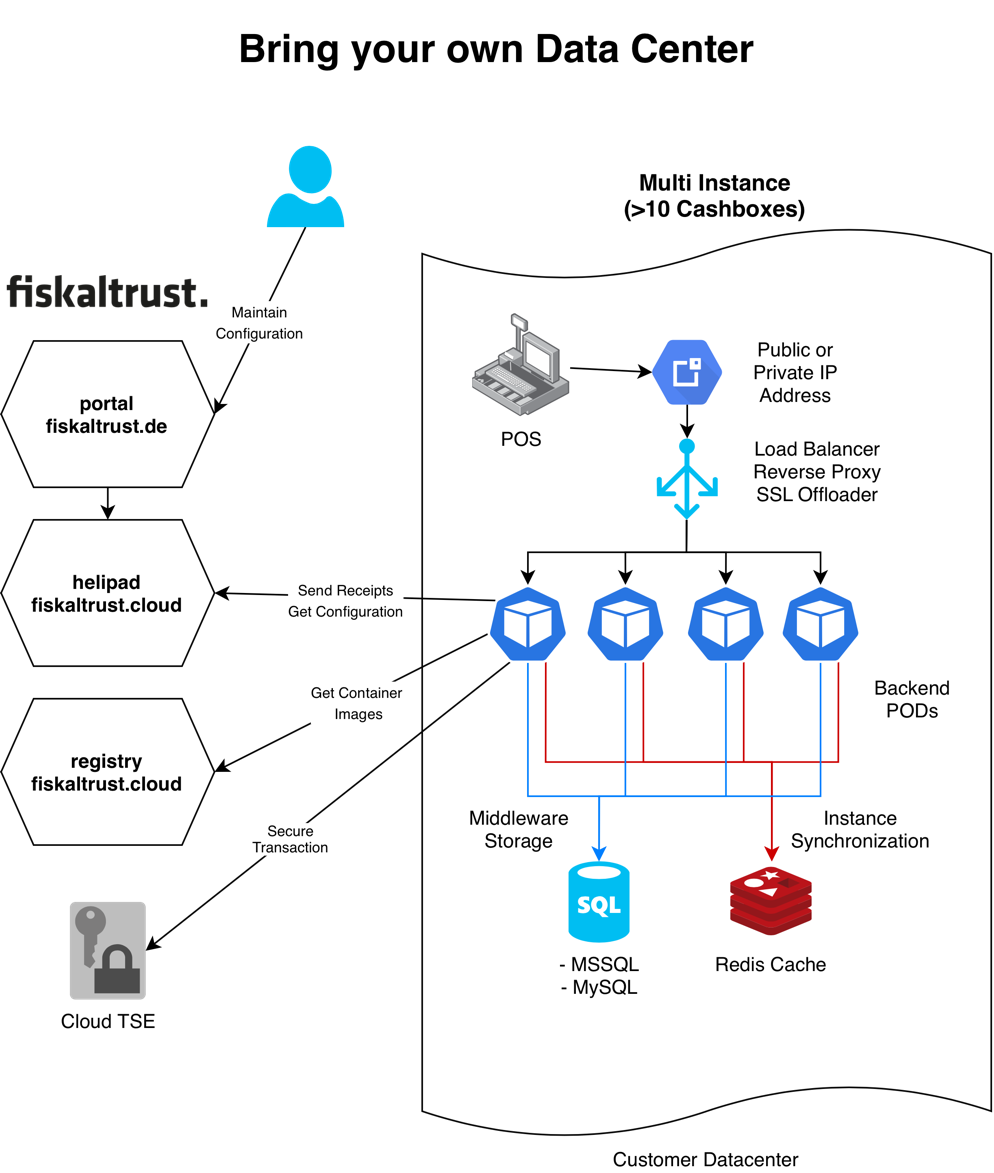 Bring your own Data Center
Multi Instance
(>10 Cashboxes)
fiskaltrust.
Maintain
Configuration
portal
fiskaltrust.de
helipad
fiskaltrust.cloud
registry
fiskaltrust.cloud
Send Receipts
Get Configuration
Get Container
Images
Secure
Transaction
Cloud TSE
POS
Public or
Private IP
Address
Load Balancer
Reverse Proxy
SSL Offloader
Backend
PODs
Middleware
Storage
Instance
Synchronization
SQL
- MSSQL
- MySQL
Redis Cache
Customer Datacenter